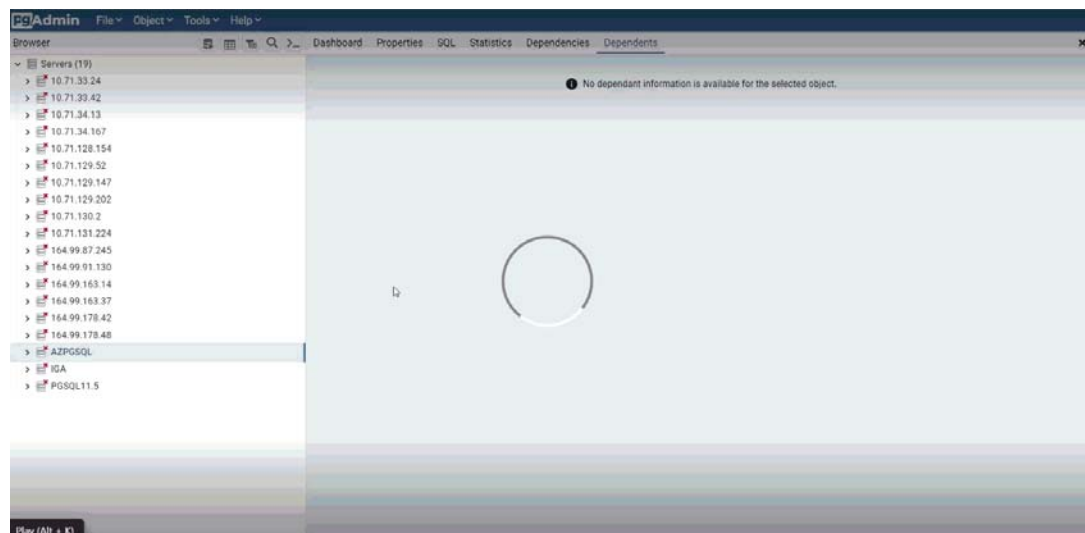 pgAdmin File Object Tools Help
Browser Dashboard Properties SQL Statistics Dependencies Dependents
Servers (19)
No dependant information is available for the selected object.
10.71.33.24
10.71.33.42
10.71.34.13
10.71.34.167
10.71.128.154
10.71.129.52
10.71.129.147
10.71.129.202
10.71.130.2
10.71.131.224
164.99.87.245
164.99.91.130
164.99.163.14
164.99.163.37
164.99.178.42
164.99.178.48
AZPGSQL
IGA
PGSQL11.5
Play (Alt + K)